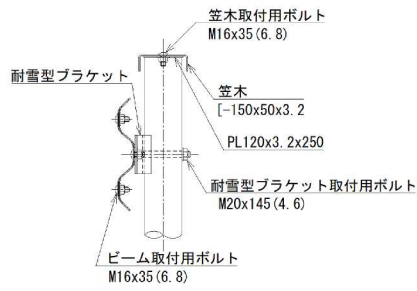 笠木取付用ボルト
M16x35(6.8)
耐雪型ブラケット
笠木
[-150x50x3.2
PL120x3.2x250
耐雪型ブラケット取付用ボルト
M20x145(4.6)
ビーム取付用ボルト
M16x35(6.8)